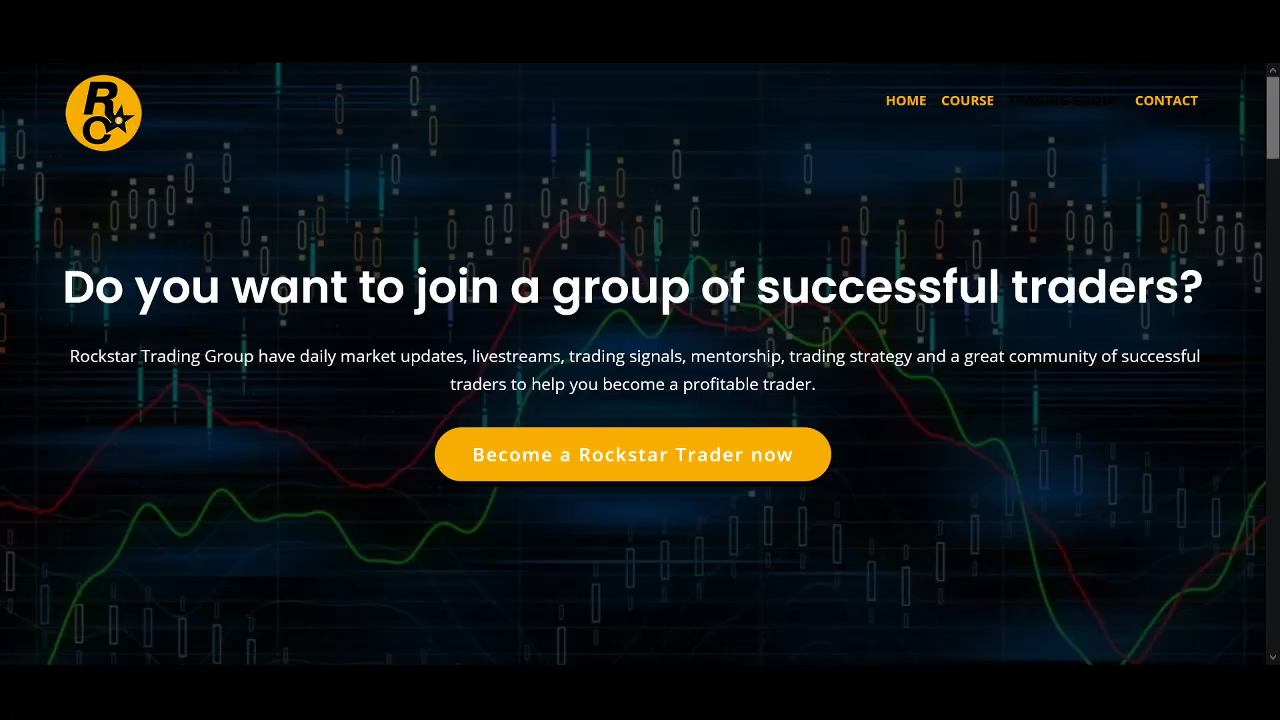 R
C
HOME COURSE TRADING GROUP CONTACT
Do you want to join a group of successful traders?
Rockstar Trading Group have daily market updates, livestreams, trading signals, mentorship, trading strategy and a great community of successful
traders to help you become a profitable trader.
Become a Rockstar Trader now